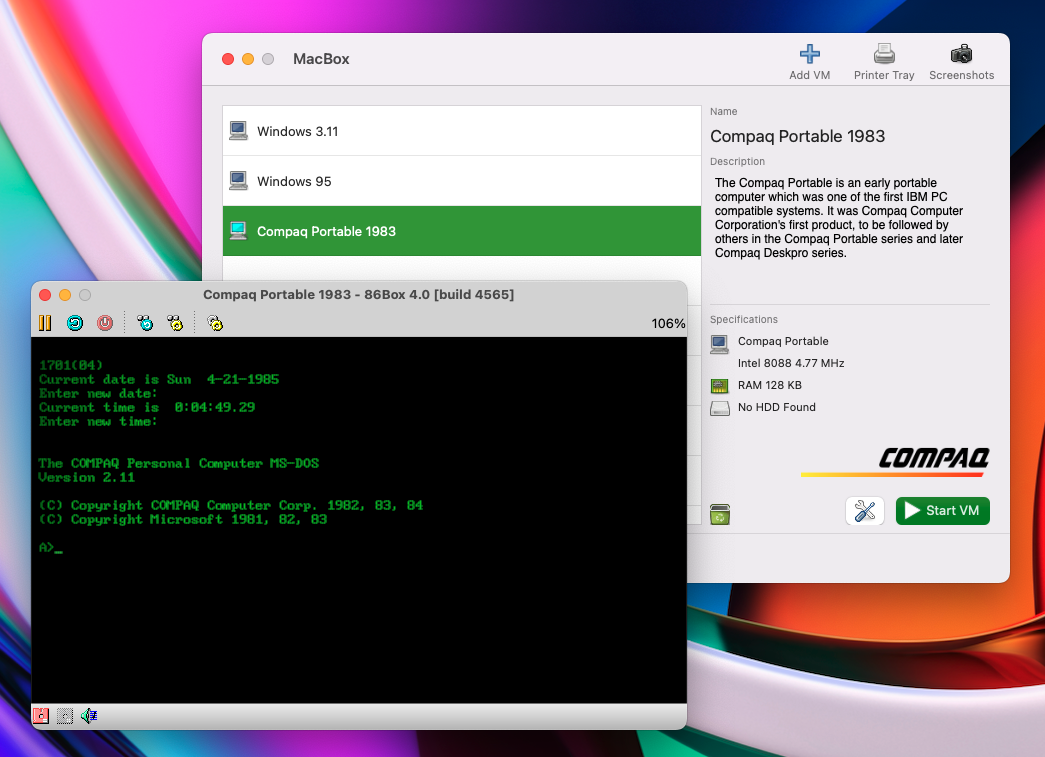 MacBox
Add VM
Printer Tray
Screenshots
Windows 3.11
Windows 95
Compaq Portable 1983
Name
Compaq Portable 1983
Description
The Compaq Portable is an early portable
computer which was one of the first IBM PC
compatible systems. It was Compaq Computer
Corporation's first product, to be followed by
others in the Compaq Portable series and later
Compaq Deskpro series.
Specifications
Compaq Portable
Intel 8088 4.77 MHz
RAM 128 KB
No HDD Found
COMPAQ
Start VM
Compaq Portable 1983 - 86Box 4.0 [build 4565]
106%
1701(04)
Current date is Sun  4-21-1985
Enter new date:
Current time is  0:04:49.29
Enter new time:
The COMPAQ Personal Computer MS-DOS
Version 2.11
(C) Copyright COMPAQ Computer Corp. 1982, 83, 84
(C) Copyright Microsoft 1981, 82, 83
A>_